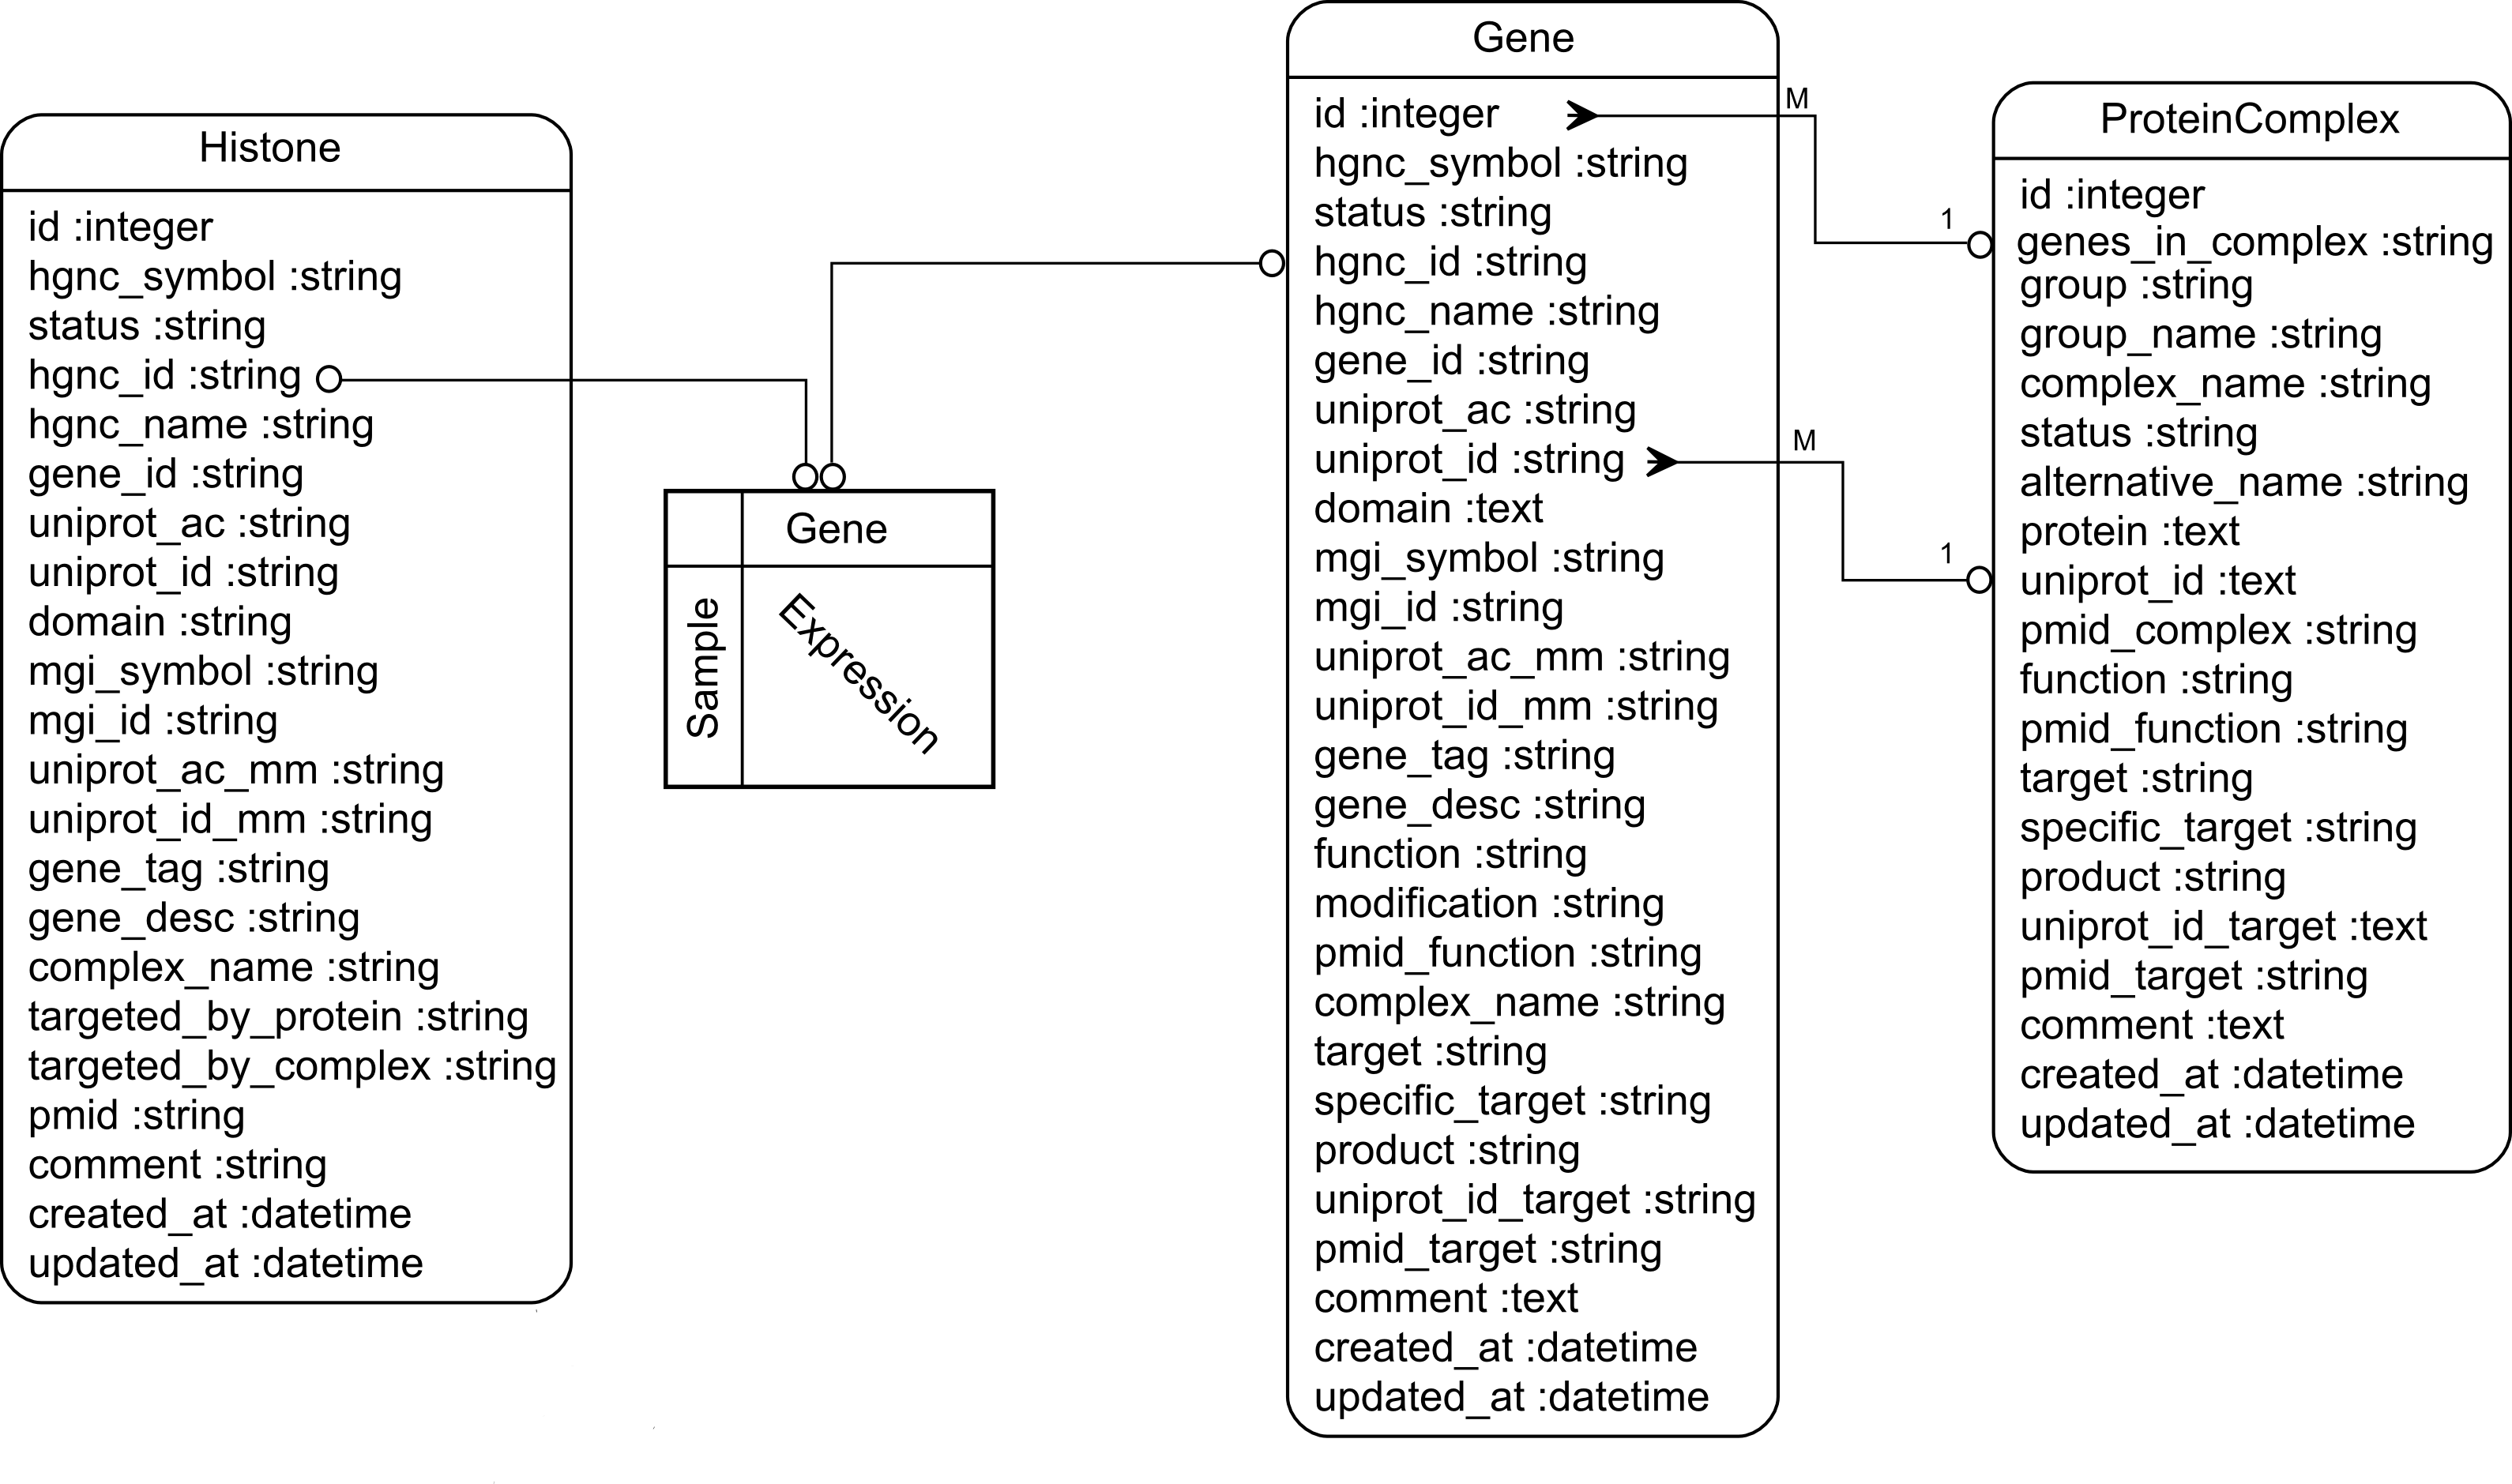 Histone
id :integer
hgnc_symbol :string
status :string
hgnc_id :string
hgnc_name :string
gene_id :string
uniprot_ac :string
uniprot_id :string
domain :string
mgi_symbol :string
mgi_id :string
uniprot_ac_mm :string
uniprot_id_mm :string
gene_tag :string
gene_desc :string
complex_name :string
targeted_by_protein :string
targeted_by_complex :string
pmid :string
comment :string
created_at :datetime
updated_at :datetime
Gene
Sample
Expression
Gene
id :integer
hgnc_symbol :string
status :string
hgnc_id :string
hgnc_name :string
gene_id :string
uniprot_ac :string
uniprot_id :string
domain :text
mgi_symbol :string
mgi_id :string
uniprot_ac_mm :string
uniprot_id_mm :string
gene_tag :string
gene_desc :string
function :string
modification :string
pmid_function :string
complex_name :string
target :string
specific_target :string
product :string
uniprot_id_target :string
pmid_target :string
comment :text
created_at :datetime
updated_at :datetime
M
1
M
1
ProteinComplex
id :integer
genes_in_complex :string
group :string
group_name :string
complex_name :string
status :string
alternative_name :string
protein :text
uniprot_id :text
pmid_complex :string
function :string
pmid_function :string
target :string
specific_target :string
product :string
uniprot_id_target :text
pmid_target :string
comment :text
created_at :datetime
updated_at :datetime